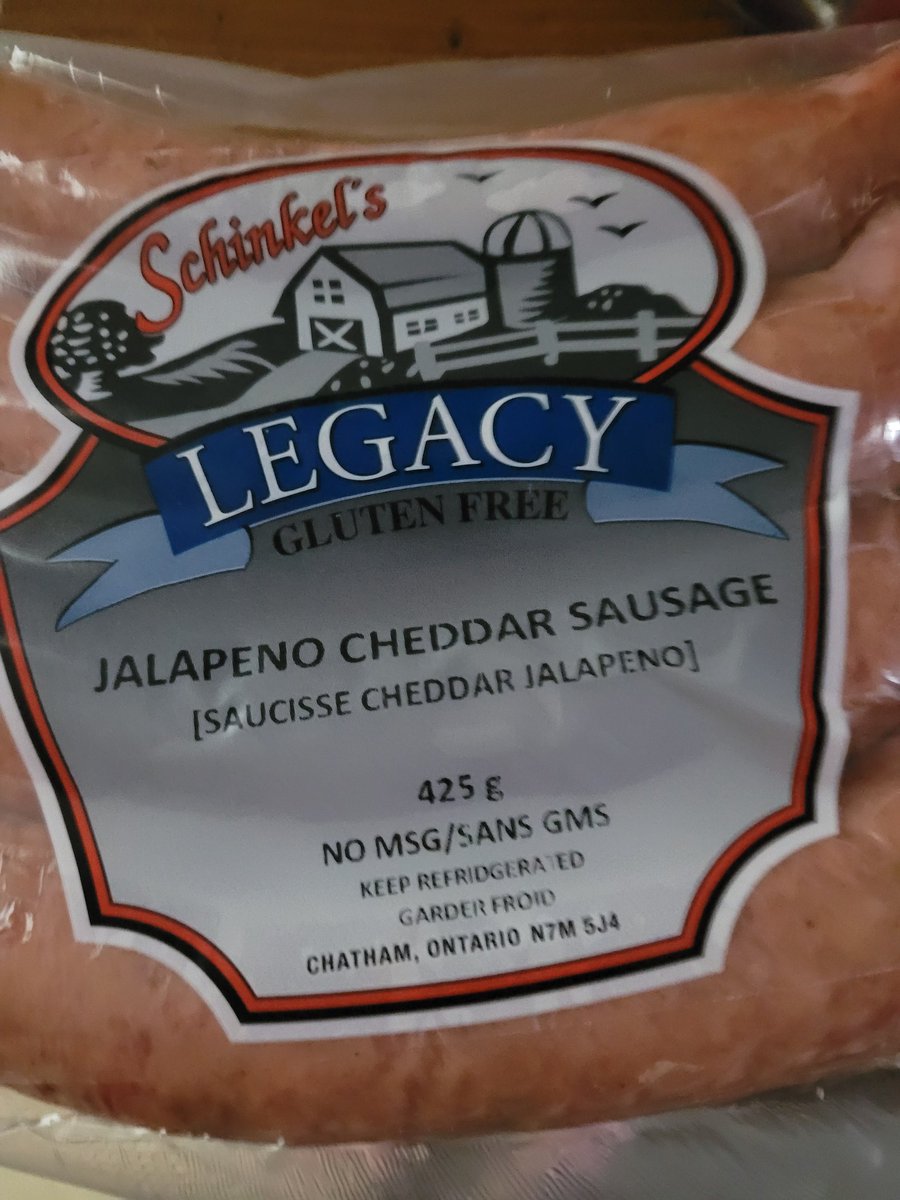 Schinkel's
LEGACY
GLUTEN FREE
JALAPENO CHEDDAR SAUSAGE
[SAUCISSE CHEDDAR JALAPENO]
425 g
NO MSG/SANS GMS
KEEP REFRIDGERATED
GARDER FROID
CHATHAM, ONTARIO N7M 5J4